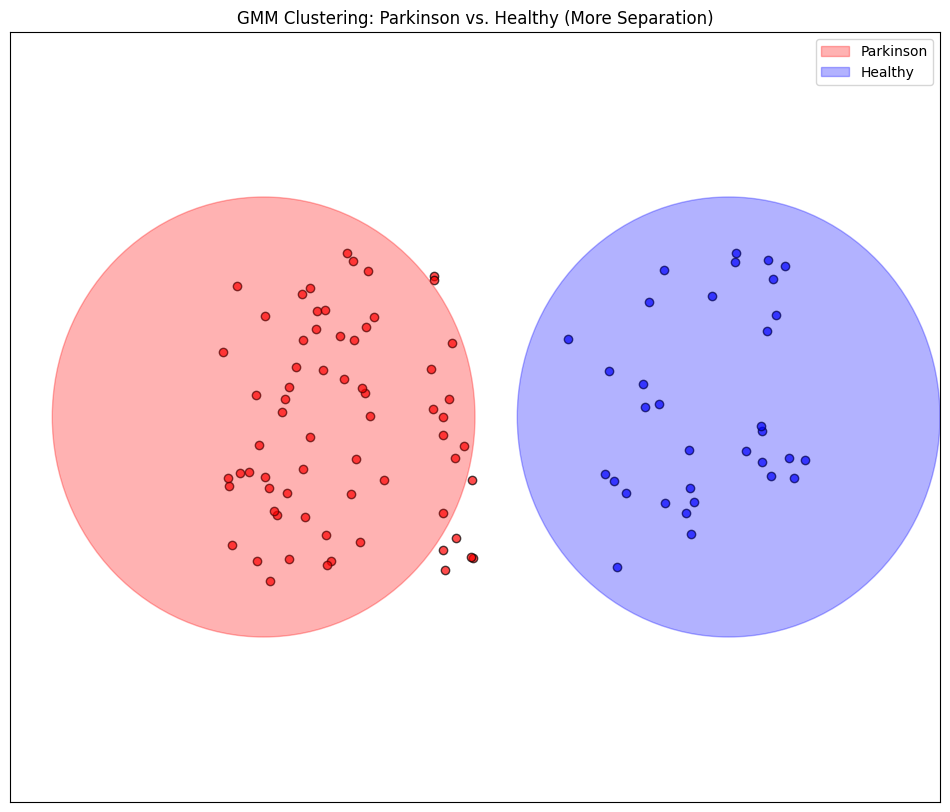 GMM Clustering: Parkinson vs. Healthy (More Separation)
Parkinson
Healthy